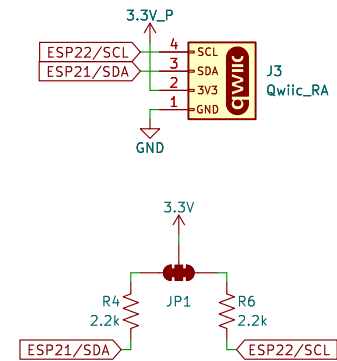 3.3V_P
ESP22/SCL 4 SCL
ESP21/SDA 3 SDA
2 3V3
1 GND
qwiic
J3
Qwiic_RA
GND
3.3V
JP1
R4
2.2k
R6
2.2k
ESP21/SDA
ESP22/SCL